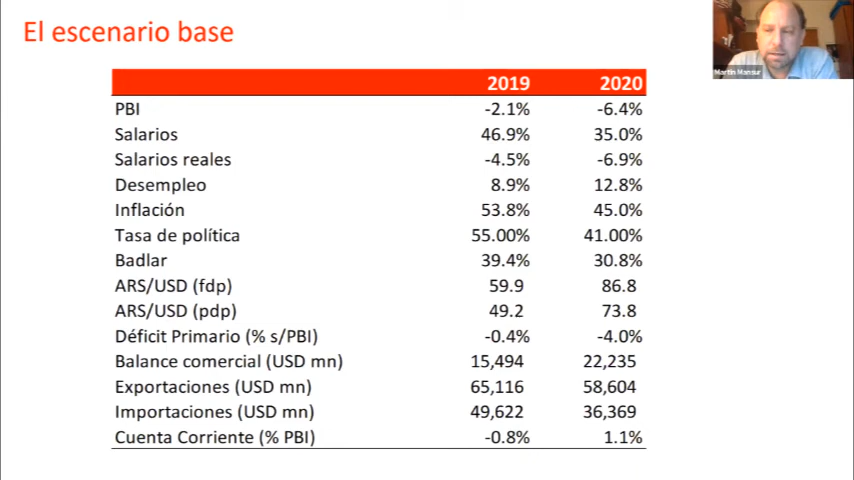 El escenario base
Martin Mansur
2019 2020
PBI -2.1% -6.4%
Salarios 46.9% 35.0%
Salarios reales -4.5% -6.9%
Desempleo 8.9% 12.8%
Inflación 53.8% 45.0%
Tasa de política 55.00% 41.00%
Badlar 39.4% 30.8%
ARS/USD (fdp) 59.9 86.8
ARS/USD (pdp) 49.2 73.8
Déficit Primario (% s/PBI) -0.4% -4.0%
Balance comercial (USD mn) 15,494 22,235
Exportaciones (USD mn) 65,116 58,604
Importaciones (USD mn) 49,622 36,369
Cuenta Corriente (% PBI) -0.8% 1.1%